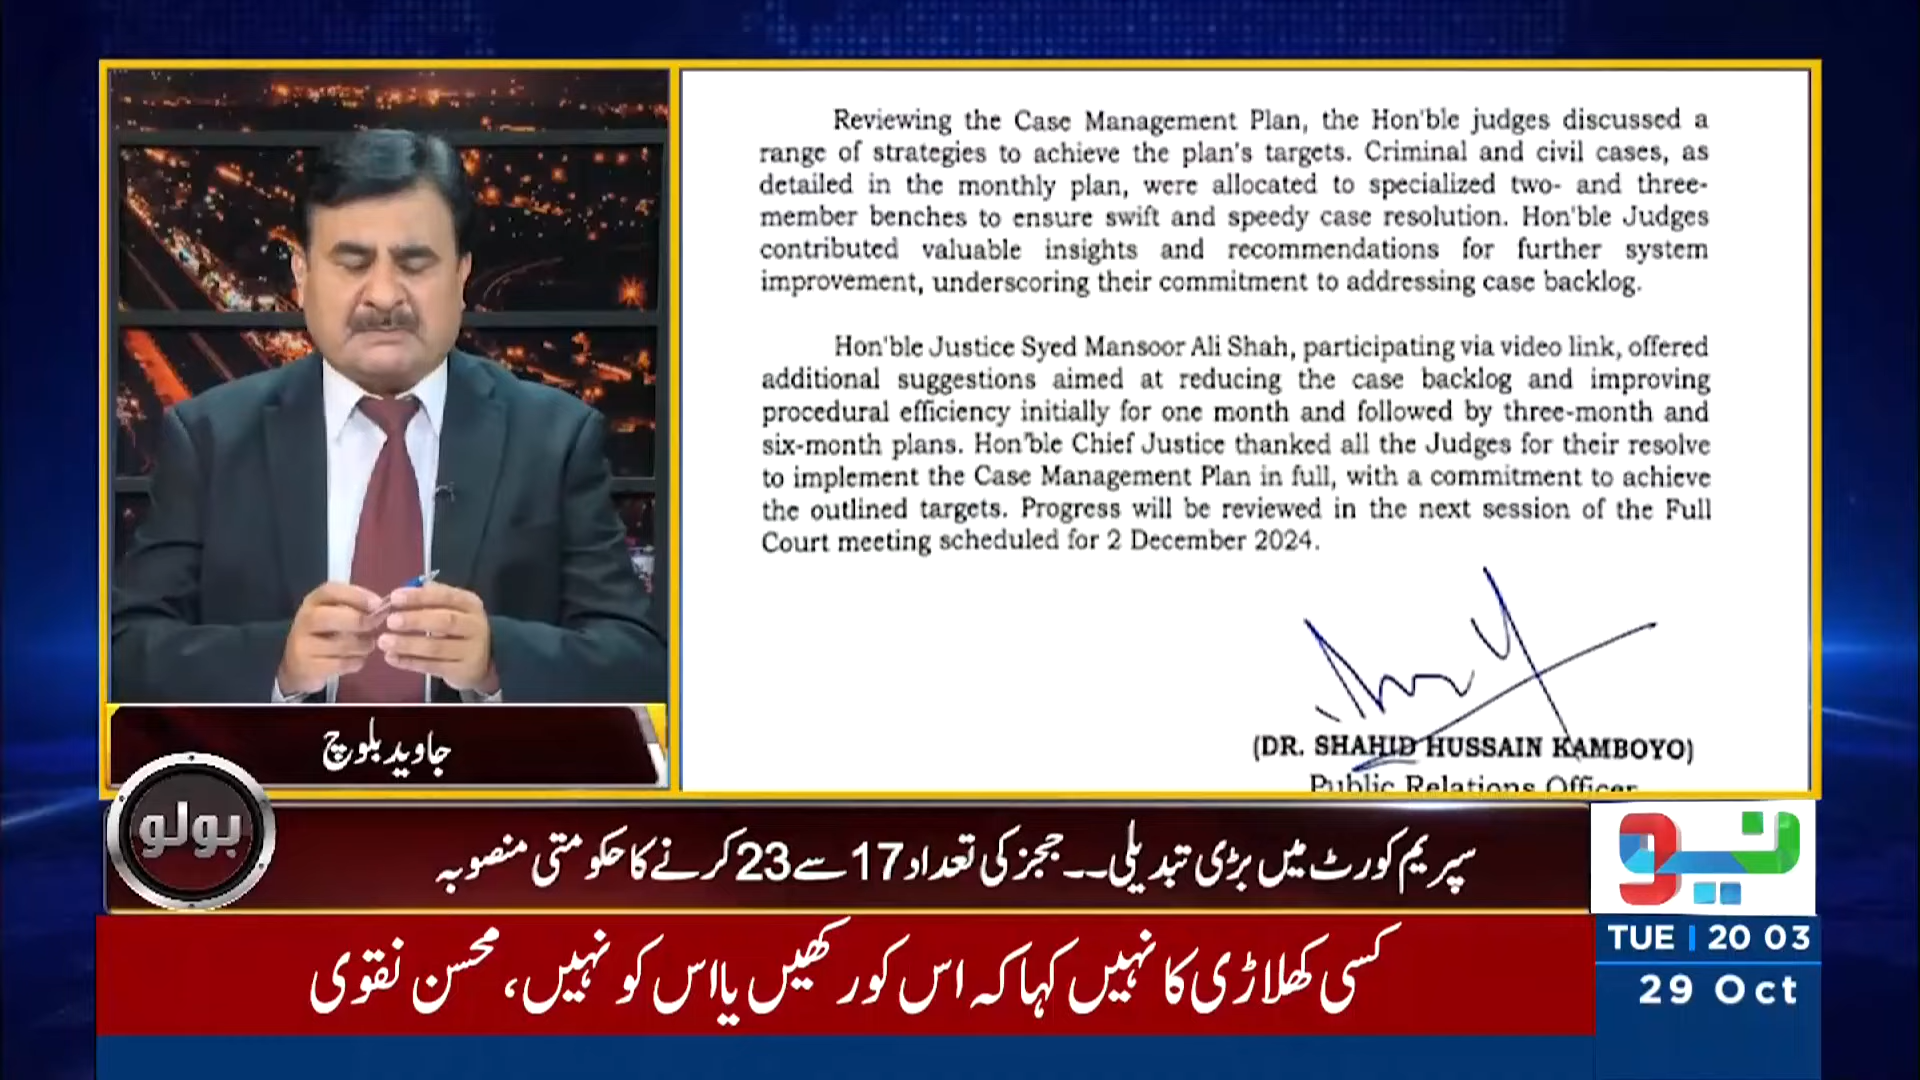 Reviewing the Case Management Plan, the Hon'ble judges discussed a
range of strategies to achieve the plan's targets. Criminal and civil cases, as
detailed in the monthly plan, were allocated to specialized two- and three-
member benches to ensure swift and speedy case resolution. Hon'ble Judges
contributed valuable insights and recommendations for further system
improvement, underscoring their commitment to addressing case backlog.
Hon'ble Justice Syed Mansoor Ali Shah, participating via video link, offered
additional suggestions aimed at reducing the case backlog and improving
procedural efficiency initially for one month and followed by three-month and
six-month plans. Hon'ble Chief Justice thanked all the Judges for their resolve
to implement the Case Management Plan in full, with a commitment to achieve
the outlined targets. Progress will be reviewed in the next session of the Full
Court meeting scheduled for 2 December 2024.
(DR. SHAHID HUSSAIN KAMBOYO)
Public Relations Officer
جاوید بلوچ
بولو
سپریم کورٹ میں بڑی تبدیلی۔۔ججز کی تعداد 17 سے 23 کرنے کا حکومتی منصوبہ
نیو
کسی کھلاڑی کا نہیں کہا کہ اس کو رکھیں یا اس کو نہیں، محسن نقوی
TUE | 20 03
29 Oct